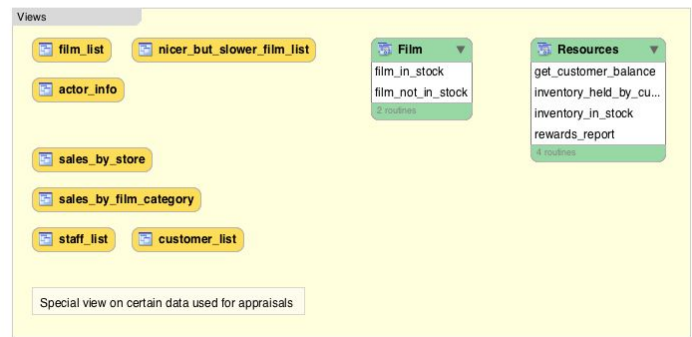 Views
film_list
nicer_but_slower_film_list
actor_info
sales_by_store
sales_by_film_category
staff_list
customer_list
Special view on certain data used for appraisals
Film
film_in_stock
film_not_in_stock
2 routines
Resources
get_customer_balance
inventory_held_by_cu...
inventory_in_stock
rewards_report
4 routines